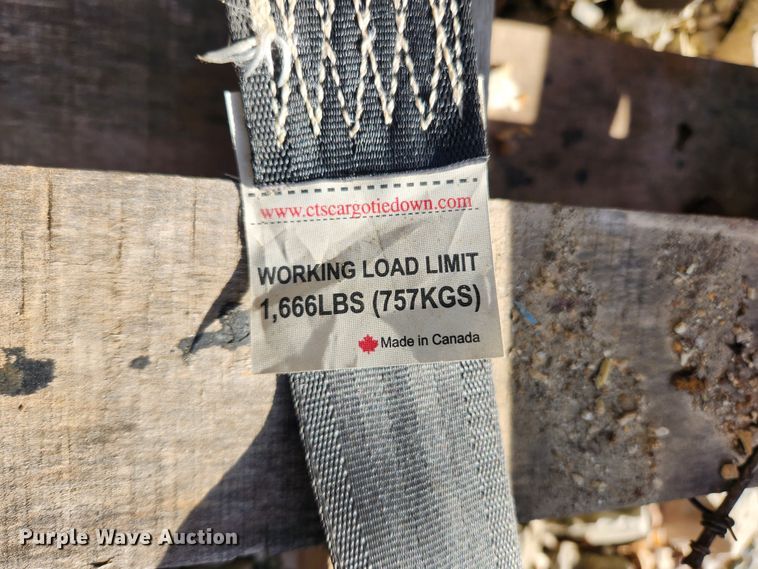 www.ctscargotiedown.com
WORKING LOAD LIMIT
1,666LBS (757KGS)
Made in Canada
Purple Wave Auction